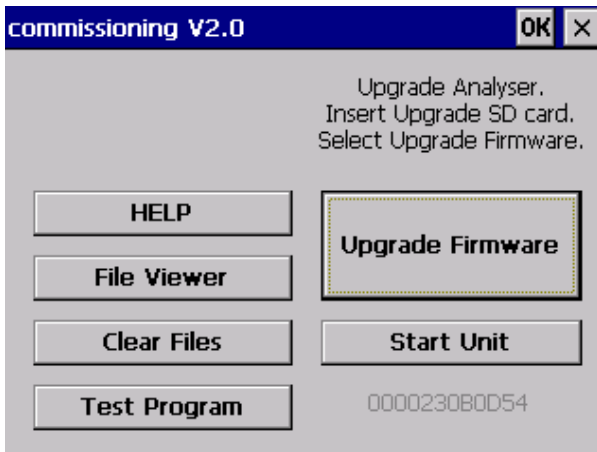 commissioning V2.0
OK
Upgrade Analyser.
Insert Upgrade SD card.
Select Upgrade Firmware.
HELP
Upgrade Firmware
File Viewer
Clear Files
Start Unit
Test Program
0000230B0D54